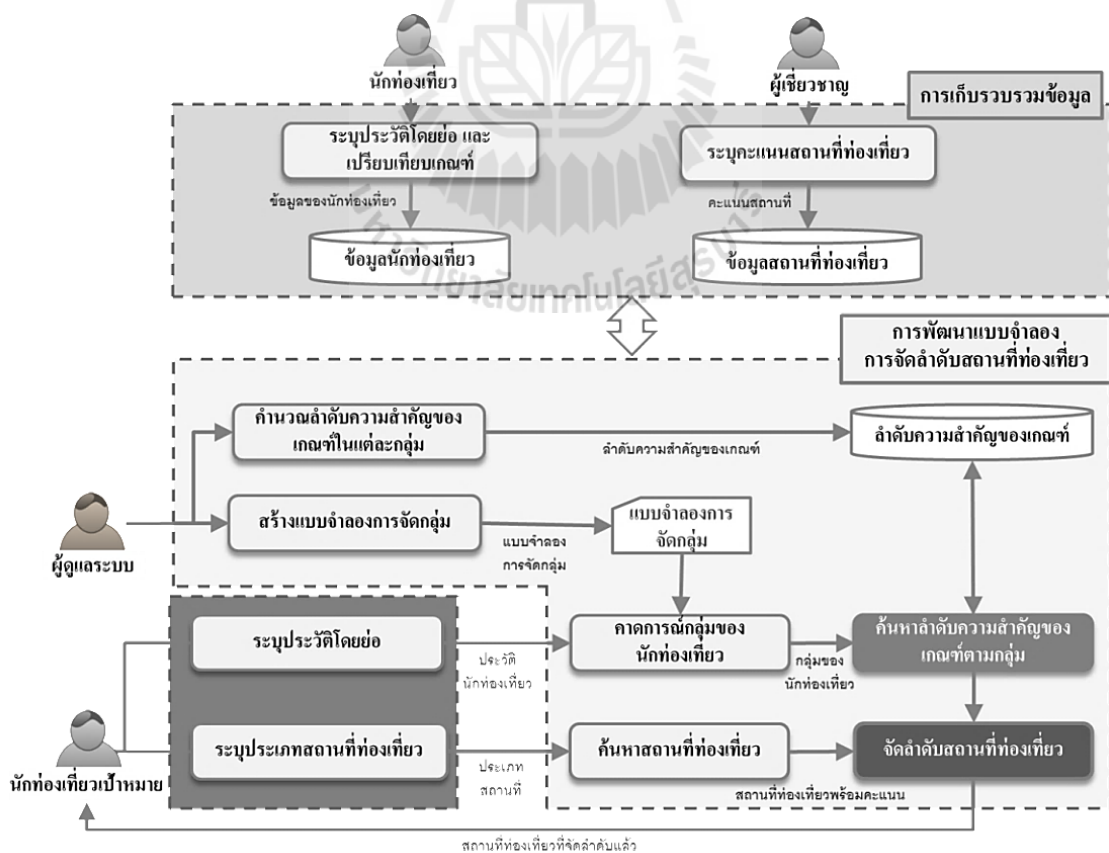 นักท่องเที่ยว
ผู้เชี่ยวชาญ
การเก็บรวบรวมข้อมูล
ระบุประวัติโดยย่อ และ
เปรียบเทียบเกณฑ์
ระบุคะแนนสถานที่ท่องเที่ยว
ข้อมูลของนักท่องเที่ยว
คะแนนสถานที่
ข้อมูลนักท่องเที่ยว
ข้อมูลสถานที่ท่องเที่ยว
มหาวิทยาลัยเทคโนโลยีสุรนารี
การพัฒนาแบบจำลอง
การจัดลำดับสถานที่ท่องเที่ยว
คำนวณลำดับความสำคัญของ
เกณฑ์ในแต่ละกลุ่ม
ลำดับความสำคัญของเกณฑ์
ลำดับความสำคัญของเกณฑ์
สร้างแบบจำลองการจัดกลุ่ม
แบบจำลอง
การจัดกลุ่ม
แบบจำลองการ
จัดกลุ่ม
ผู้ดูแลระบบ
ระบุประวัติโดยย่อ
ประวัติ
นักท่องเที่ยว
คาดการณ์กลุ่มของ
นักท่องเที่ยว
กลุ่มของ
นักท่องเที่ยว
ค้นหาลำดับความสำคัญของ
เกณฑ์ตามกลุ่ม
นักท่องเที่ยวเป้าหมาย
ระบุประเภทสถานที่ท่องเที่ยว
ประเภท
สถานที่
ค้นหาสถานที่ท่องเที่ยว
สถานที่ท่องเที่ยวพร้อมคะแนน
จัดลำดับสถานที่ท่องเที่ยว
สถานที่ท่องเที่ยวที่จัดลำดับแล้ว